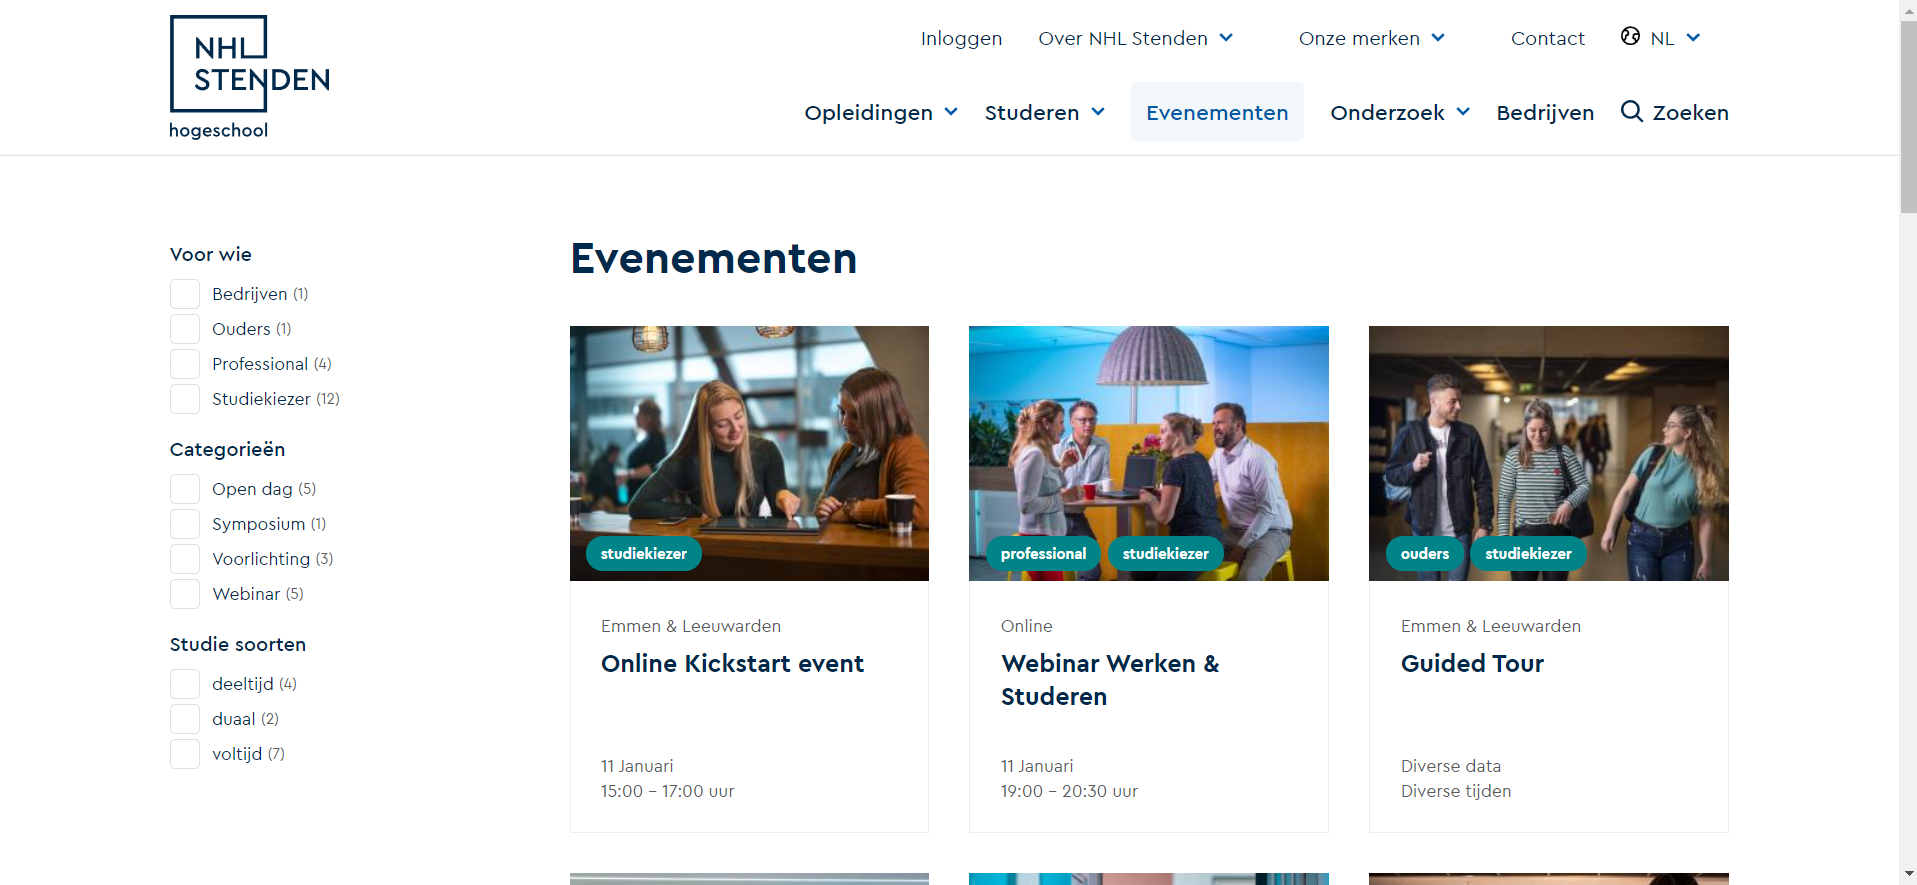 NHL
STENDEN
hogeschool
Inloggen
Over NHL Stenden
Onze merken
Contact
NL
Opleidingen
Studeren
Evenementen
Onderzoek
Bedrijven
Zoeken
Voor wie
Bedrijven (1)
Ouders (1)
Professional (4)
Studiekiezer (12)
Categorieën
Open dag (5)
Symposium (1)
Voorlichting (3)
Webinar (5)
Studie soorten
deeltijd (4)
duaal (2)
voltijd (7)
Evenementen
studiekiezer
Emmen & Leeuwarden
Online Kickstart event
11 Januari
15:00 – 17:00 uur
professional
studiekiezer
Online
Webinar Werken &
Studeren
11 Januari
19:00 – 20:30 uur
ouders
studiekiezer
Emmen & Leeuwarden
Guided Tour
Diverse data
Diverse tijden